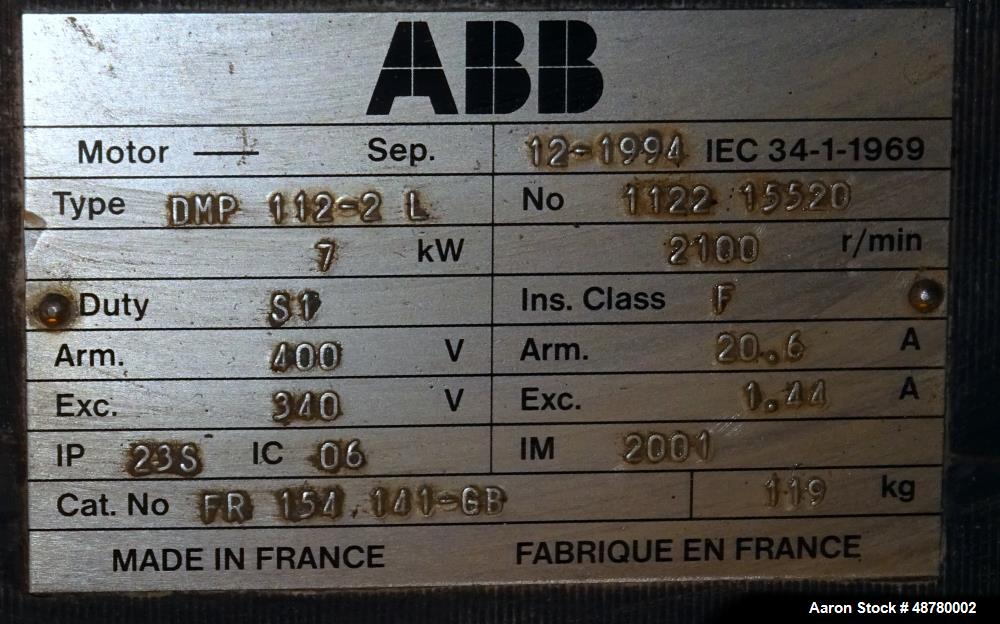 ABB
Motor — Sep. 12-1994 IEC 34-1-1969
Type DMP 112-2 L No 1122 15520
7 kW 2100 r/min
Duty S1 Ins. Class F
Arm. 400 V Arm. 20.6 A
Exc. 340 V Exc. 1.44 A
IP 23S IC 06 IM 2001
Cat. No FR 154 141-GB 119 kg
MADE IN FRANCE FABRIQUE EN FRANCE
Aaron Stock # 48780002